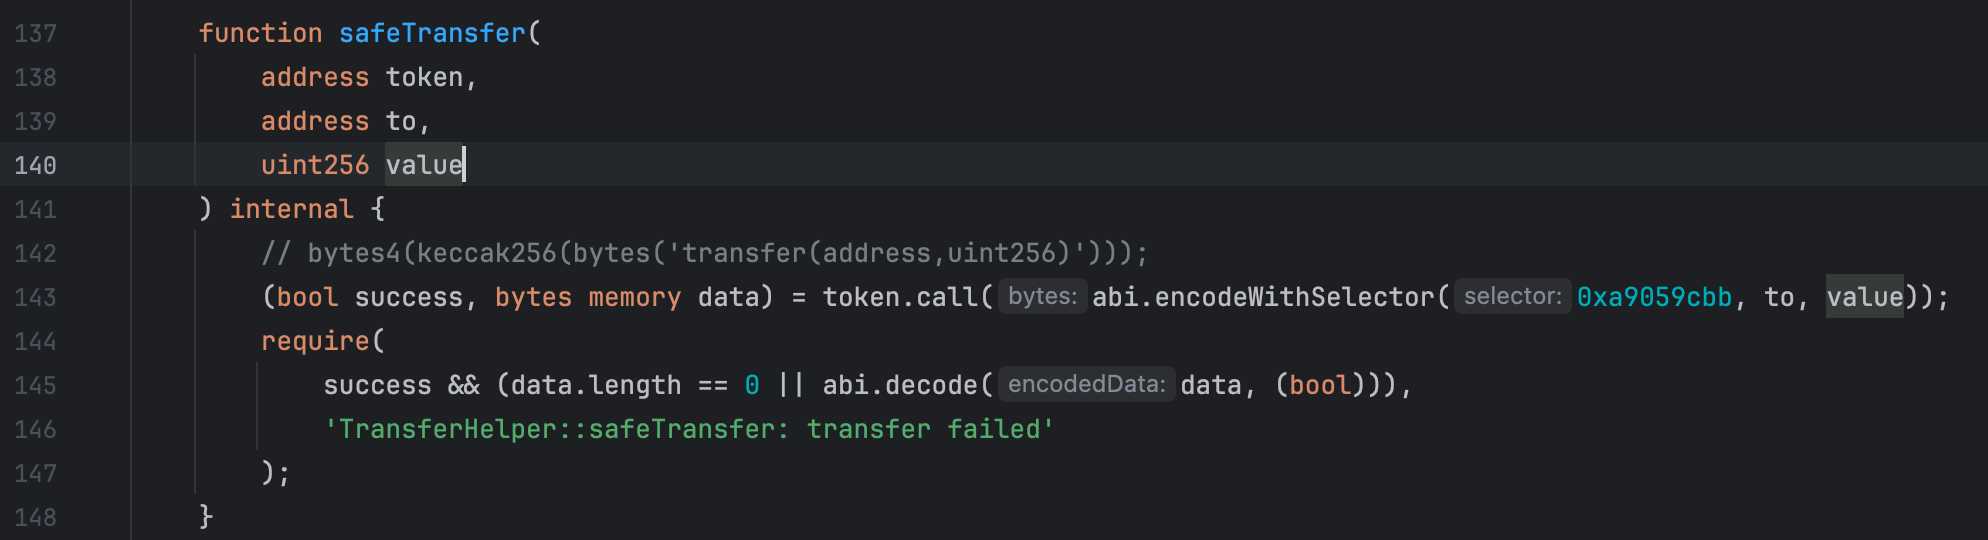 137 function safeTransfer(
138 address token,
139 address to,
140 uint256 value
141 ) internal {
142 // bytes4(keccak256(bytes('transfer(address,uint256)')));
143 (bool success, bytes memory data) = token.call( bytes: abi.encodeWithSelector( selector: 0xa9059cbb, to, value));
144 require(
145 success && (data.length == 0 || abi.decode( encodedData: data, (bool))),
146 'TransferHelper::safeTransfer: transfer failed'
147 );
148 }